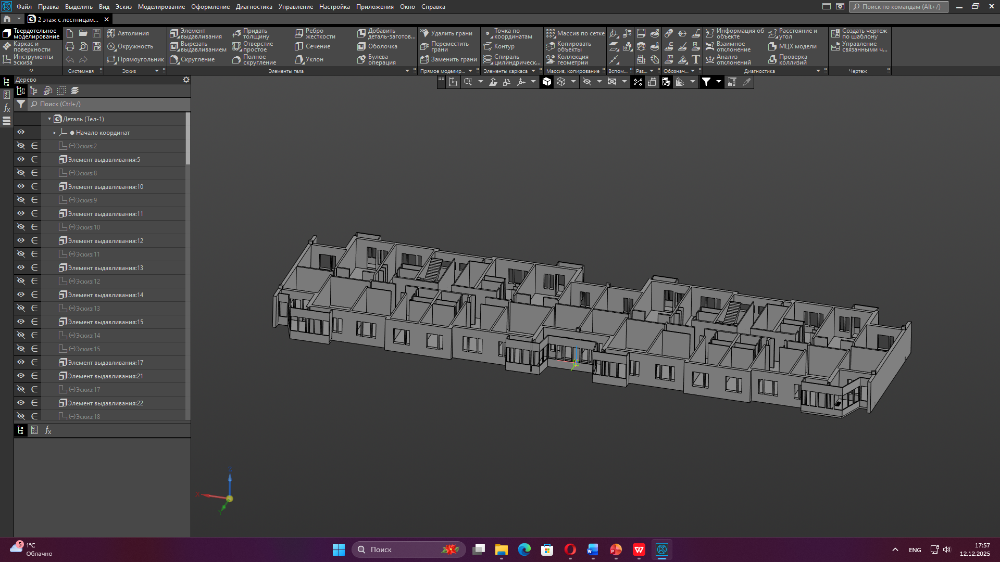 Файл Правка Выделить Вид Эскиз Моделирование Оформление Диагностика Управление Настройка Приложения Окно Справка
Поиск по командам (Alt+/)
2 этаж с лестницам...
Твердотельное моделирование
Каркас и поверхности
Инструменты эскиза
Системная
Автолиния
Окружность
Прямоугольник
Эскиз
Элемент выдавливания
Вырезать выдавливанием
Скругление
Придать толщину
Отверстие простое
Полное скругление
Ребро жесткости
Сечение
Уклон
Добавить деталь-заготов...
Оболочка
Булева операция
Элементы тела
Удалить грани
Переместить грани
Заменить грани
Прямое моделир...
Точка по координатам
Контур
Спираль цилиндрическ...
Элементы каркаса
Массив по сетке
Копировать объекты
Коллекция геометрии
Массив, копирование
Вспом...
Раз...
Обознач...
Информация об объекте
Взаимное отклонение
Анализ отклонений
Расстояние и угол
МЦХ модели
Проверка коллизий
Диагностика
Создать чертеж по шаблону
Управление связанными ч...
Чертеж
Дерево
Поиск (Ctrl+/)
Деталь (Тел-1)
Начало координат
(−)Эскиз:2
Элемент выдавливания:5
(−)Эскиз:8
Элемент выдавливания:10
(−)Эскиз:9
Элемент выдавливания:11
(−)Эскиз:10
Элемент выдавливания:12
(−)Эскиз:11
Элемент выдавливания:13
(−)Эскиз:12
Элемент выдавливания:14
(−)Эскиз:13
Элемент выдавливания:15
(−)Эскиз:14
(−)Эскиз:15
Элемент выдавливания:17
Элемент выдавливания:21
(−)Эскиз:17
Элемент выдавливания:22
(−)Эскиз:18
Z
X
Y
5
1°C
Облачно
Поиск
ENG
17:57
12.12.2025